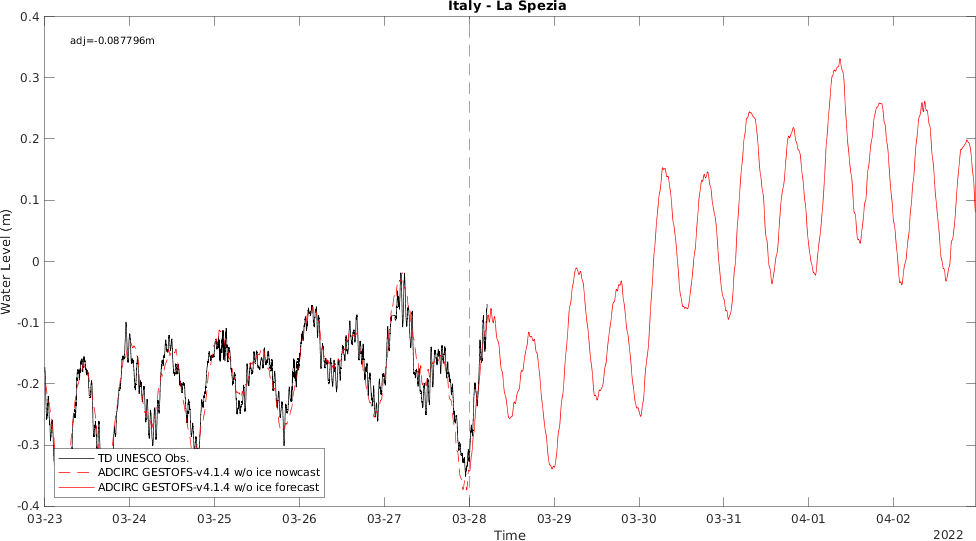 Italy - La Spezia
adj=-0.087796m
0.4
0.3
0.2
0.1
0
-0.1
-0.2
-0.3
-0.4
Water Level (m)
TD UNESCO Obs.
ADCIRC GESTOFS-v4.1.4 w/o ice nowcast
ADCIRC GESTOFS-v4.1.4 w/o ice forecast
03-23 03-24 03-25 03-26 03-27 03-28 03-29 03-30 03-31 04-01 04-02
Time
2022